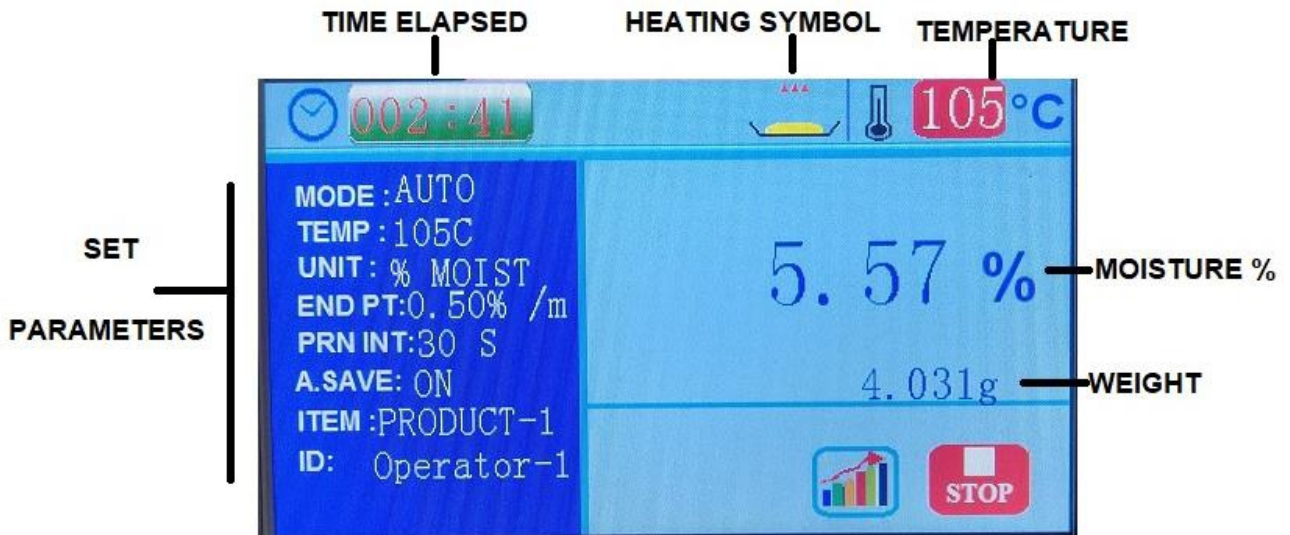 TIME ELAPSED
HEATING SYMBOL
TEMPERATURE
002:41
105°C
MODE : AUTO
TEMP : 105C
UNIT : % MOIST
END PT:0.50% /m
PRN INT:30 S
A.SAVE: ON
ITEM :PRODUCT-1
ID: Operator-1
SET
PARAMETERS
5.57 %
MOISTURE %
4.031g
WEIGHT
STOP